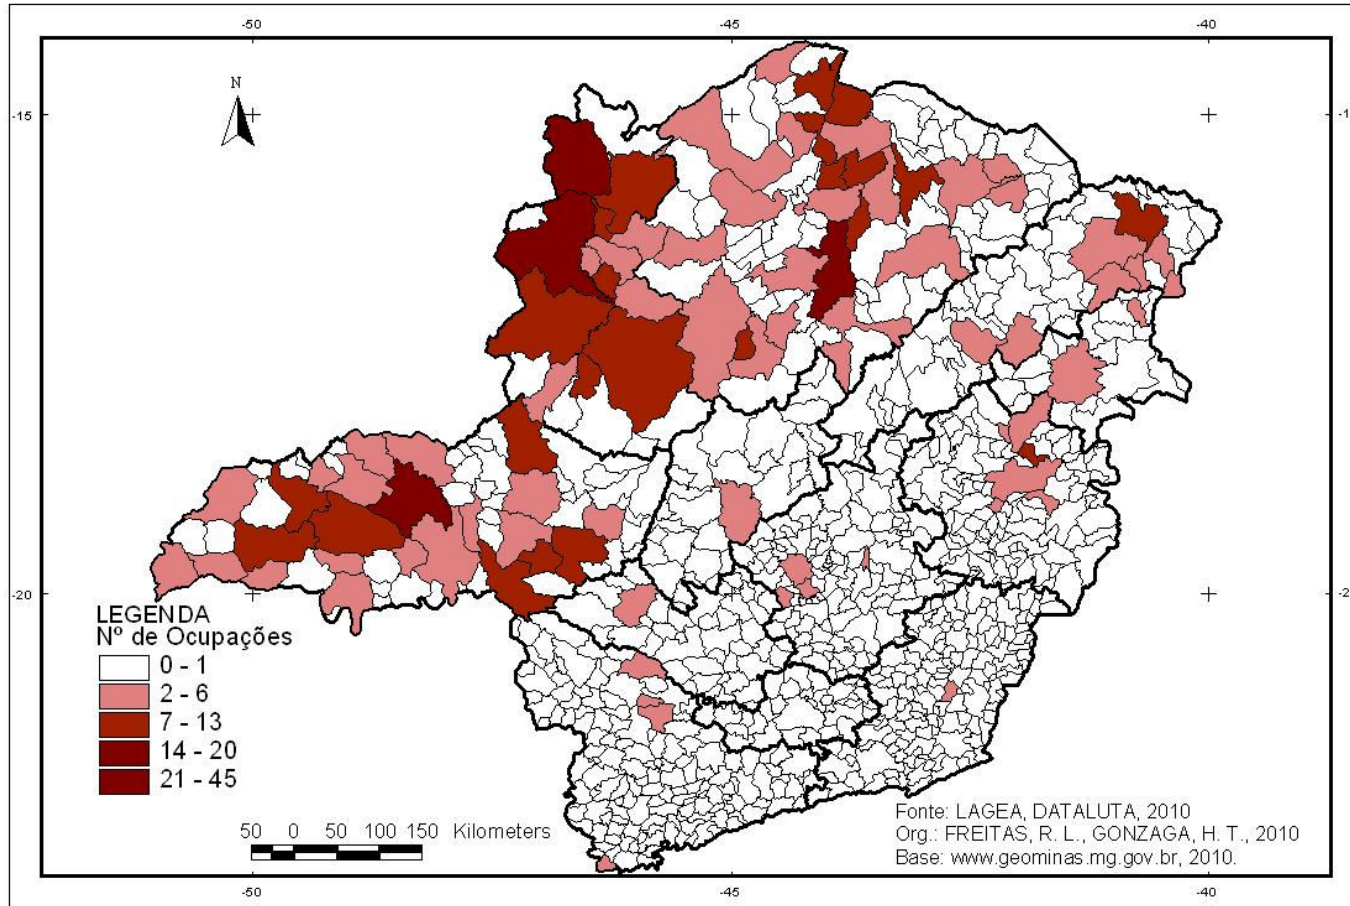 -50 -45 -40
N
-15 -1
-20 -2
LEGENDA
Nº de Ocupações
0 - 1
2 - 6
7 - 13
14 - 20
21 - 45
50 0 50 100 150 Kilometers
Fonte: LAGEA, DATALUTA, 2010
Org.: FREITAS, R. L., GONZAGA, H. T., 2010
Base: www.geominas.mg.gov.br, 2010.
-50 -45 -40